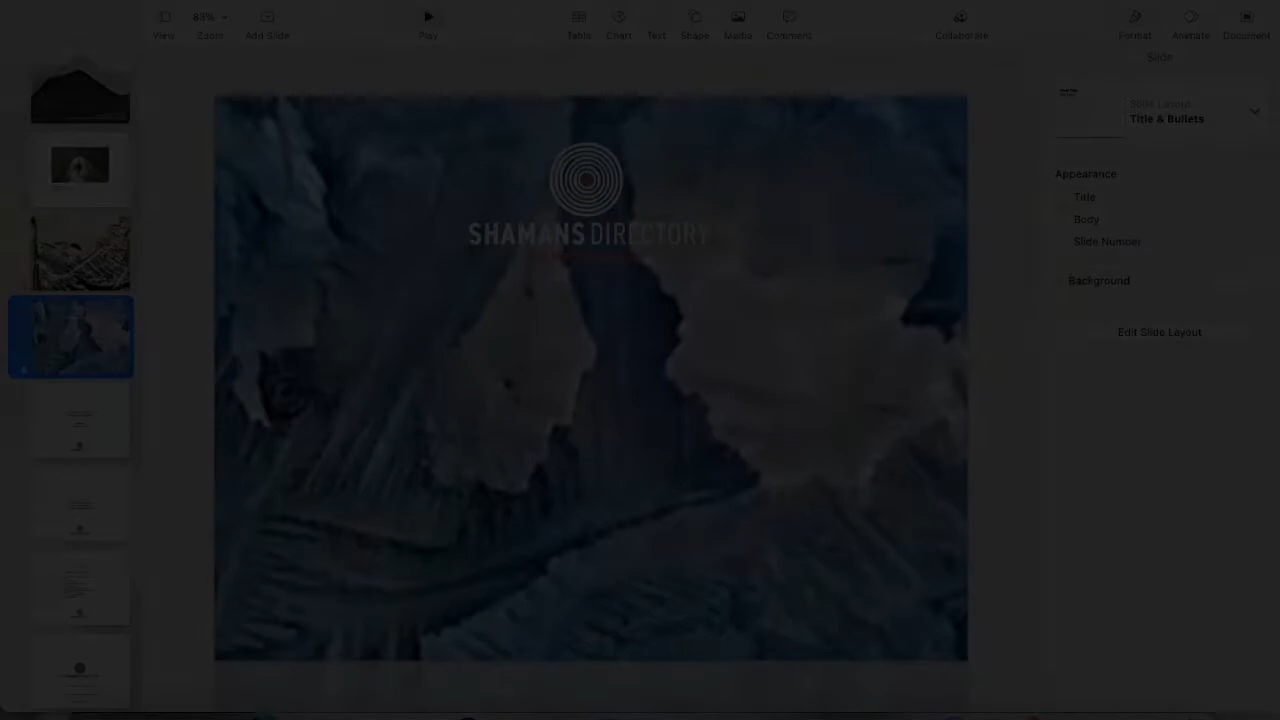 83%
View
Zoom
Add Slide
Play
Table
Chart
Text
Shape
Media
Comment
Collaborate
Format
Animate
Document
Slide
Title & Bullets
Appearance
Title
Body
Slide Number
Background
Edit Slide Layout
SHAMANS DIRECTORY